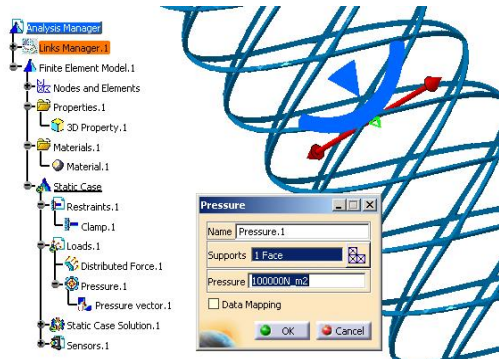 Analysis Manager
Links Manager.1
Finite Element Model.1
Nodes and Elements
Properties.1
3D Property.1
Materials.1
Material.1
Static Case
Restraints.1
Clamp.1
Loads.1
Distributed Force.1
Pressure.1
Pressure vector.1
Static Case Solution.1
Sensors.1
Pressure
Name Pressure.1
Supports 1 Face
Pressure 100000N_m2
Data Mapping
OK Cancel